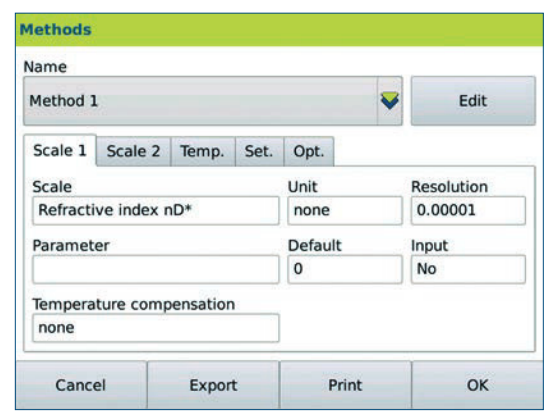 Methods
Name
Method 1
Edit
Scale 1 Scale 2 Temp. Set. Opt.
Scale Unit Resolution
Refractive index nD* none 0.00001
Parameter Default Input
0 No
Temperature compensation
none
Cancel Export Print OK